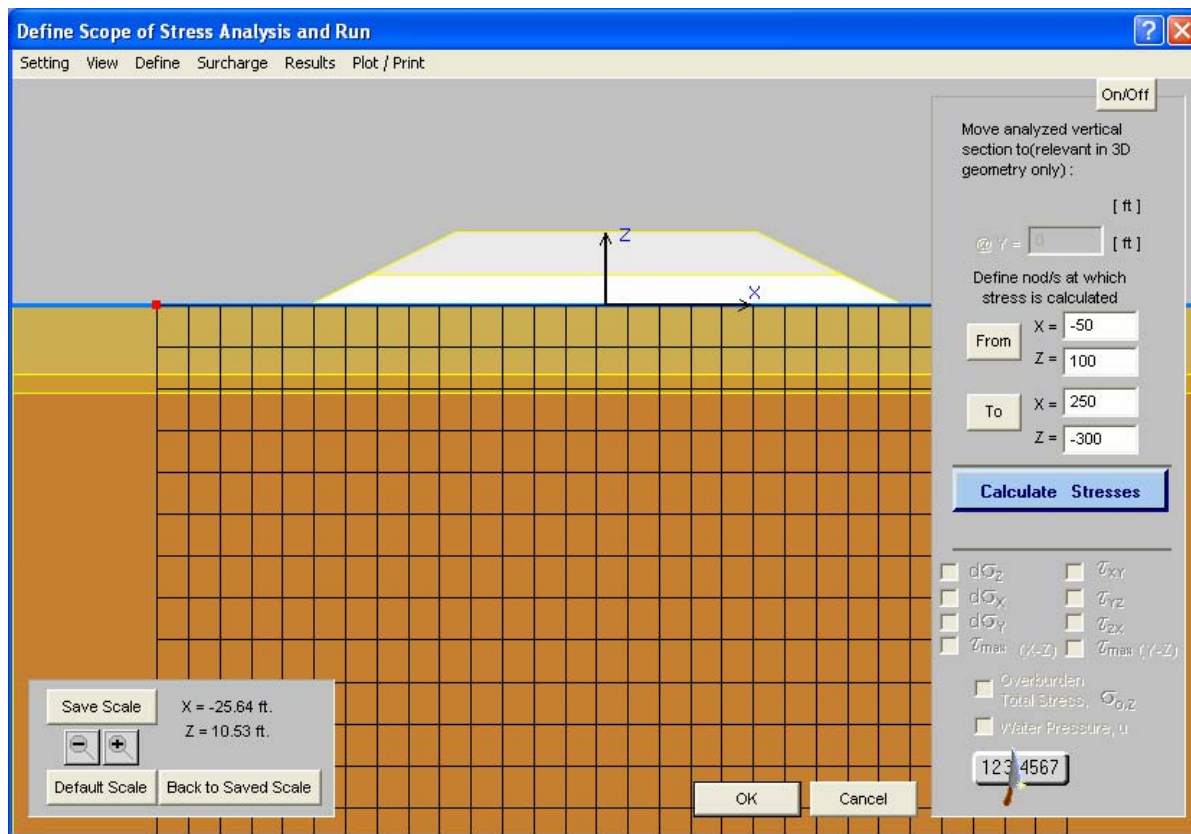 Define Scope of Stress Analysis and Run
Setting View Define Surcharge Results Plot / Print
On/Off
Move analyzed vertical
section to(relevant in 3D
geometry only) :
[ ft ]
@ Y = 0 [ ft ]
Define nod/s at which
stress is calculated
From X = -50
Z = 100
To X = 250
Z = -300
Calculate Stresses
Z
X
dσZ τXY
dσX τYZ
dσY τZX
τmax (X-Z) τmax (Y-Z)
Overburden
Total Stress, σ0,Z
Water Pressure, u
1234567
Save Scale X = -25.64 ft.
Z = 10.53 ft.
Default Scale Back to Saved Scale
OK Cancel